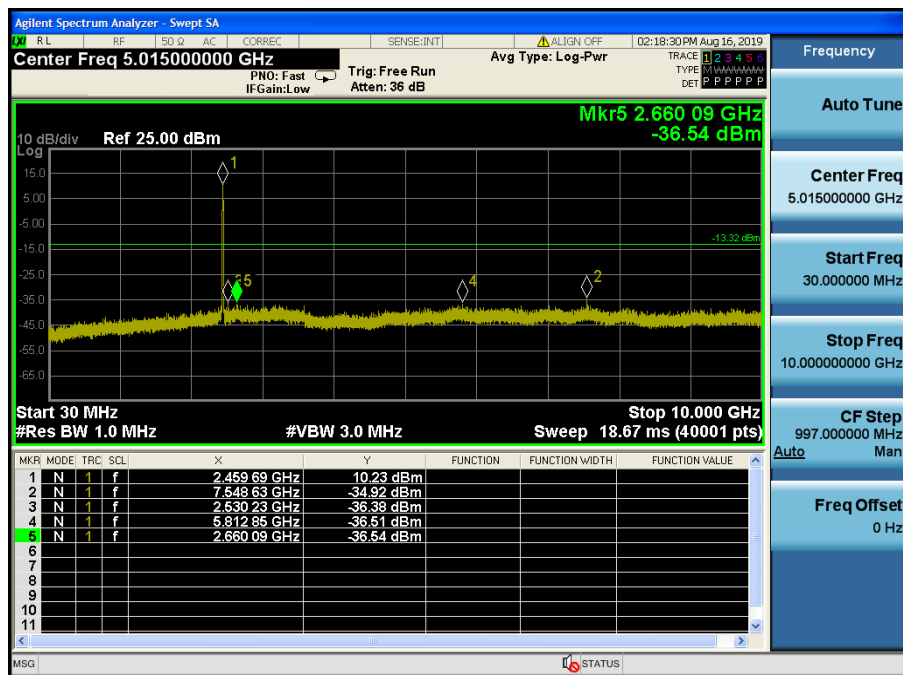 Agilent Spectrum Analyzer - Swept SA
LXI RL RF 50 Ω AC CORREC SENSE:INT ALIGN OFF 02:18:30 PM Aug 16, 2019
Center Freq 5.015000000 GHz
PNO: Fast
IFGain:Low
Trig: Free Run
Atten: 36 dB
Avg Type: Log-Pwr
TRACE 1 2 3 4 5 6
TYPE M WWWWW
DET P P P P P P
Mkr5 2.660 09 GHz
-36.54 dBm
10 dB/div Ref 25.00 dBm
Log
15.0
5.00
-5.00
-15.0
-25.0
-35.0
-45.0
-55.0
-65.0
1
-13.32 dBm
5
4
2
Start 30 MHz Stop 10.000 GHz
#Res BW 1.0 MHz #VBW 3.0 MHz Sweep 18.67 ms (40001 pts)
MKR MODE TRC SCL X Y FUNCTION FUNCTION WIDTH FUNCTION VALUE
1 N 1 f 2.459 69 GHz 10.23 dBm
2 N 1 f 7.548 63 GHz -34.92 dBm
3 N 1 f 2.530 23 GHz -36.38 dBm
4 N 1 f 5.812 85 GHz -36.51 dBm
5 N 1 f 2.660 09 GHz -36.54 dBm
6
7
8
9
10
11
MSG STATUS
Frequency
Auto Tune
Center Freq
5.015000000 GHz
Start Freq
30.000000 MHz
Stop Freq
10.000000000 GHz
CF Step
997.000000 MHz
Auto Man
Freq Offset
0 Hz